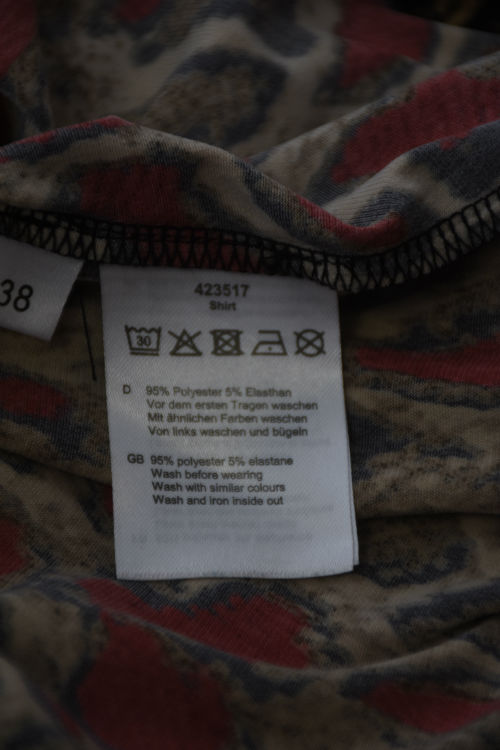 38
423517
Shirt
30
D 95% Polyester 5% Elasthan
Vor dem ersten Tragen waschen
Mit ähnlichen Farben waschen
Von links waschen und bügeln
GB 95% polyester 5% elastane
Wash before wearing
Wash with similar colours
Wash and iron inside out